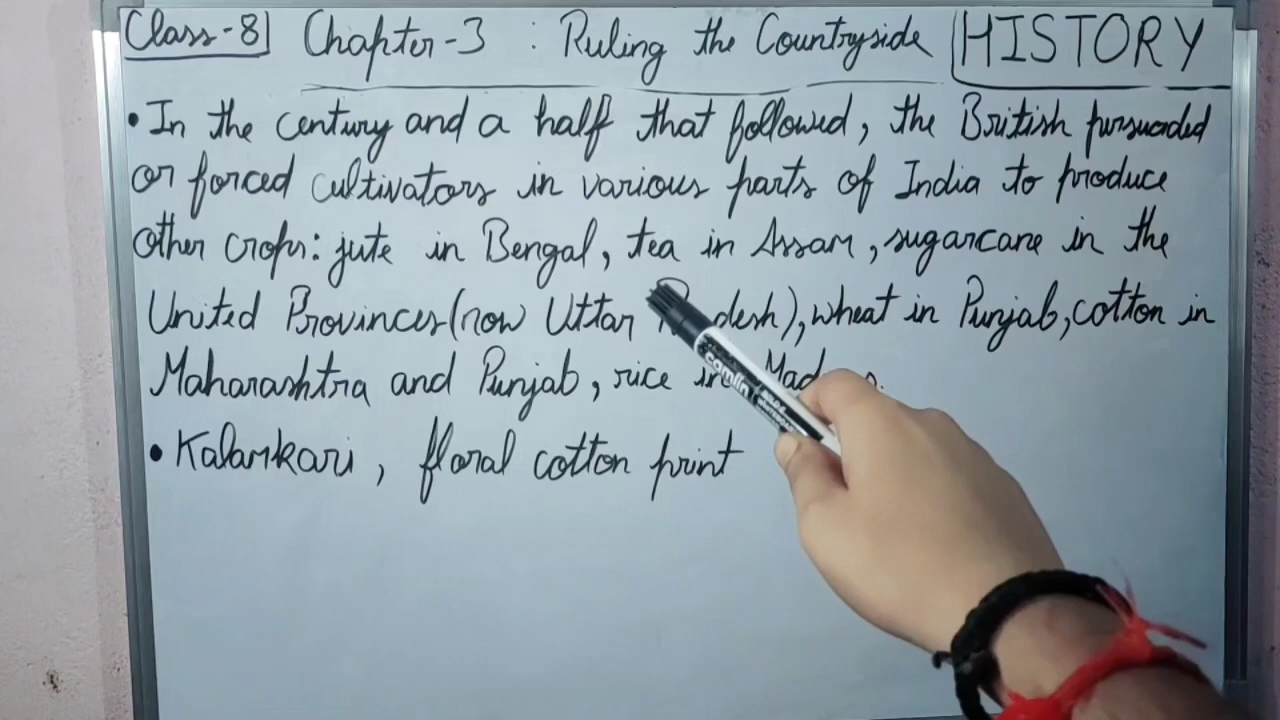 Class-8 Chapter-3 : Ruling the Countryside HISTORY
• In the century and a half that followed, the British persuaded
or forced cultivators in various parts of India to produce
other crops: jute in Bengal, tea in Assam, sugarcane in the
United Provinces (now Uttar desh), wheat in Punjab, cotton in
Maharashtra and Punjab, rice in
• Kalamkari, floral cotton print
camlin